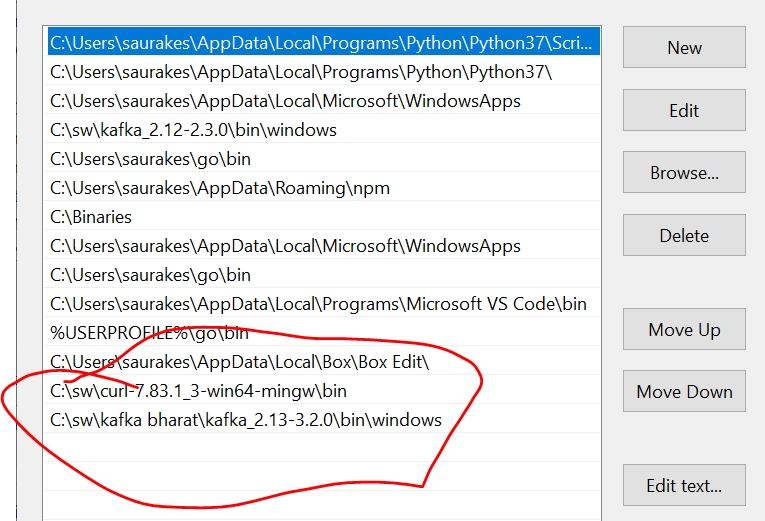 C:\Users\saurakes\AppData\Local\Programs\Python\Python37\Scri...
C:\Users\saurakes\AppData\Local\Programs\Python\Python37\
C:\Users\saurakes\AppData\Local\Microsoft\WindowsApps
C:\sw\kafka_2.12-2.3.0\bin\windows
C:\Users\saurakes\go\bin
C:\Users\saurakes\AppData\Roaming\npm
C:\Binaries
C:\Users\saurakes\AppData\Local\Microsoft\WindowsApps
C:\Users\saurakes\go\bin
C:\Users\saurakes\AppData\Local\Programs\Microsoft VS Code\bin
%USERPROFILE%\go\bin
C:\Users\saurakes\AppData\Local\Box\Box Edit\
C:\sw\curl-7.83.1_3-win64-mingw\bin
C:\sw\kafka bharat\kafka_2.13-3.2.0\bin\windows
New
Edit
Browse...
Delete
Move Up
Move Down
Edit text...